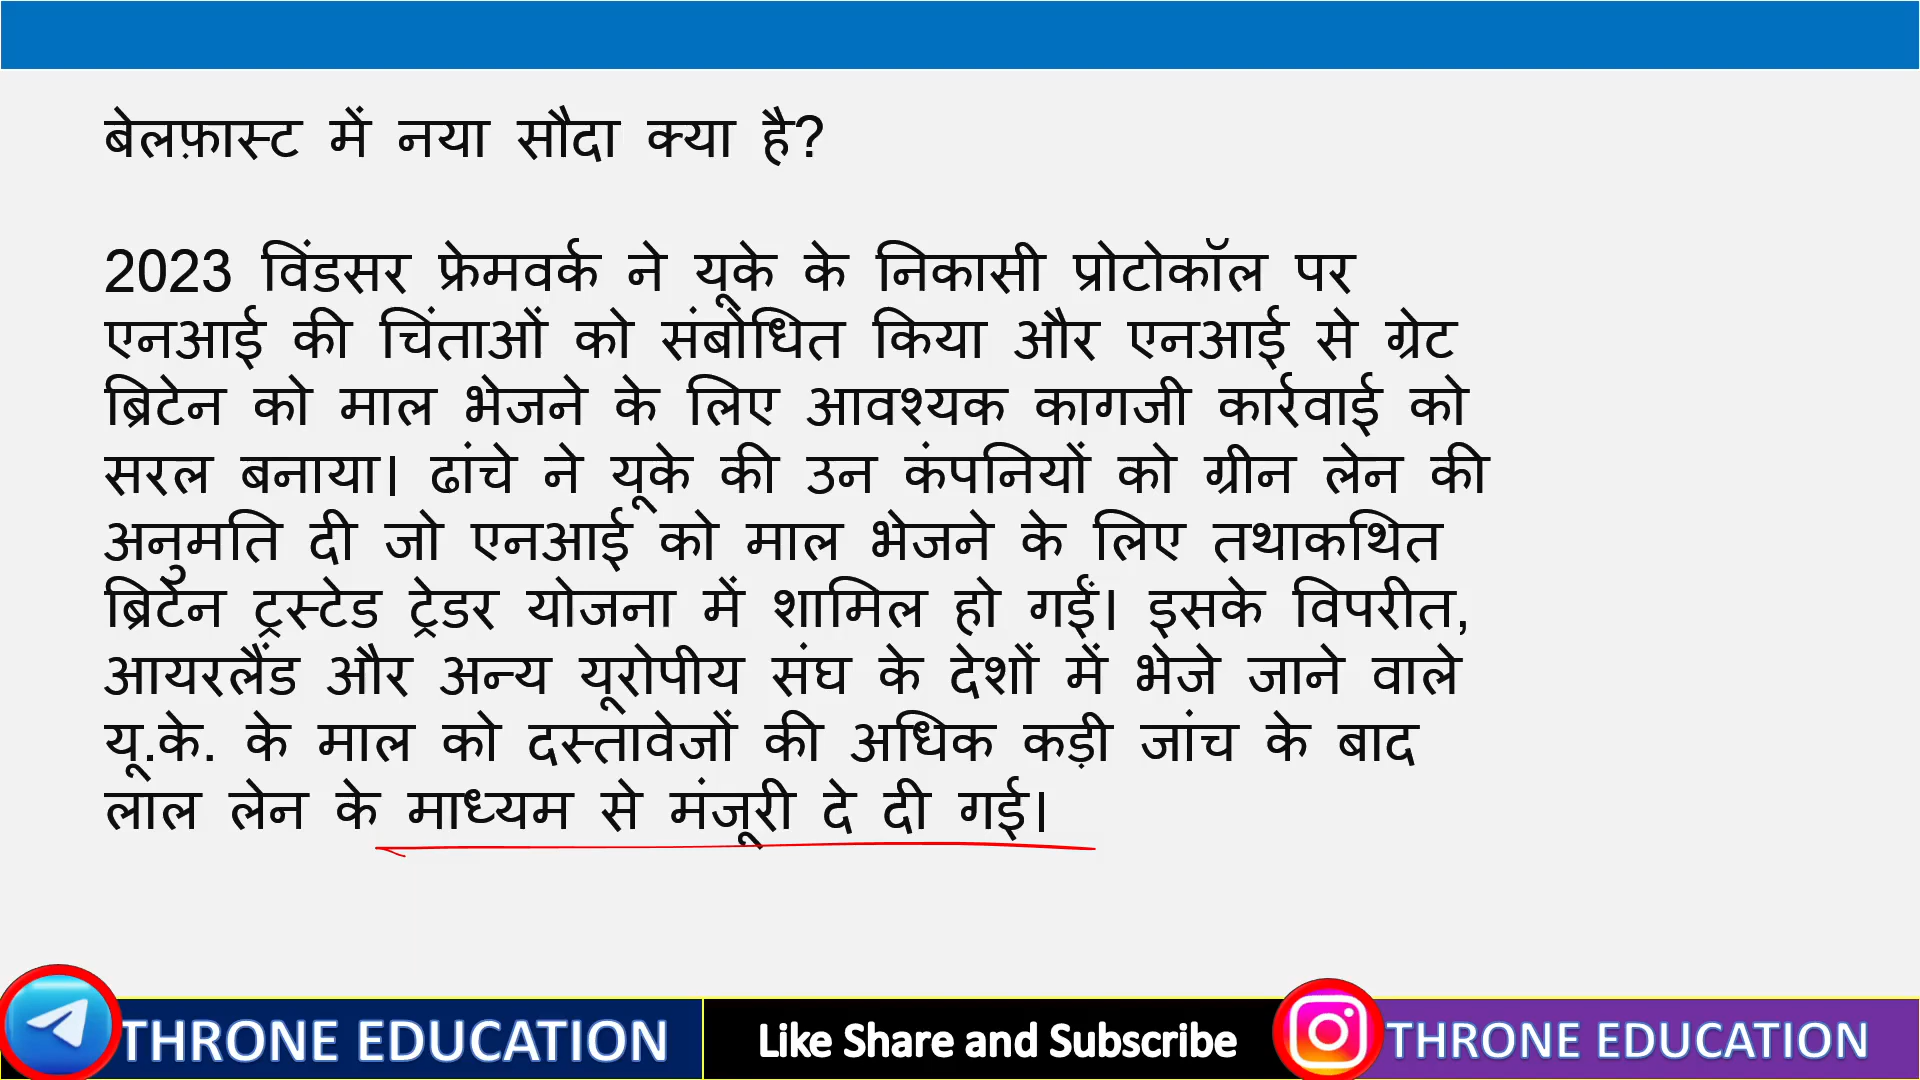 बेलफ़ास्ट में नया सौदा क्या है?
2023 विंडसर फ्रेमवर्क ने यूके के निकासी प्रोटोकॉल पर
एनआई की चिंताओं को संबोधित किया और एनआई से ग्रेट
ब्रिटेन को माल भेजने के लिए आवश्यक कागजी कार्रवाई को
सरल बनाया। ढांचे ने यूके की उन कंपनियों को ग्रीन लेन की
अनुमति दी जो एनआई को माल भेजने के लिए तथाकथित
ब्रिटेन ट्रस्टेड ट्रेडर योजना में शामिल हो गईं। इसके विपरीत,
आयरलैंड और अन्य यूरोपीय संघ के देशों में भेजे जाने वाले
यू.के. के माल को दस्तावेजों की अधिक कड़ी जांच के बाद
लाल लेन के माध्यम से मंजूरी दे दी गई।
THRONE EDUCATION Like Share and Subscribe THRONE EDUCATION